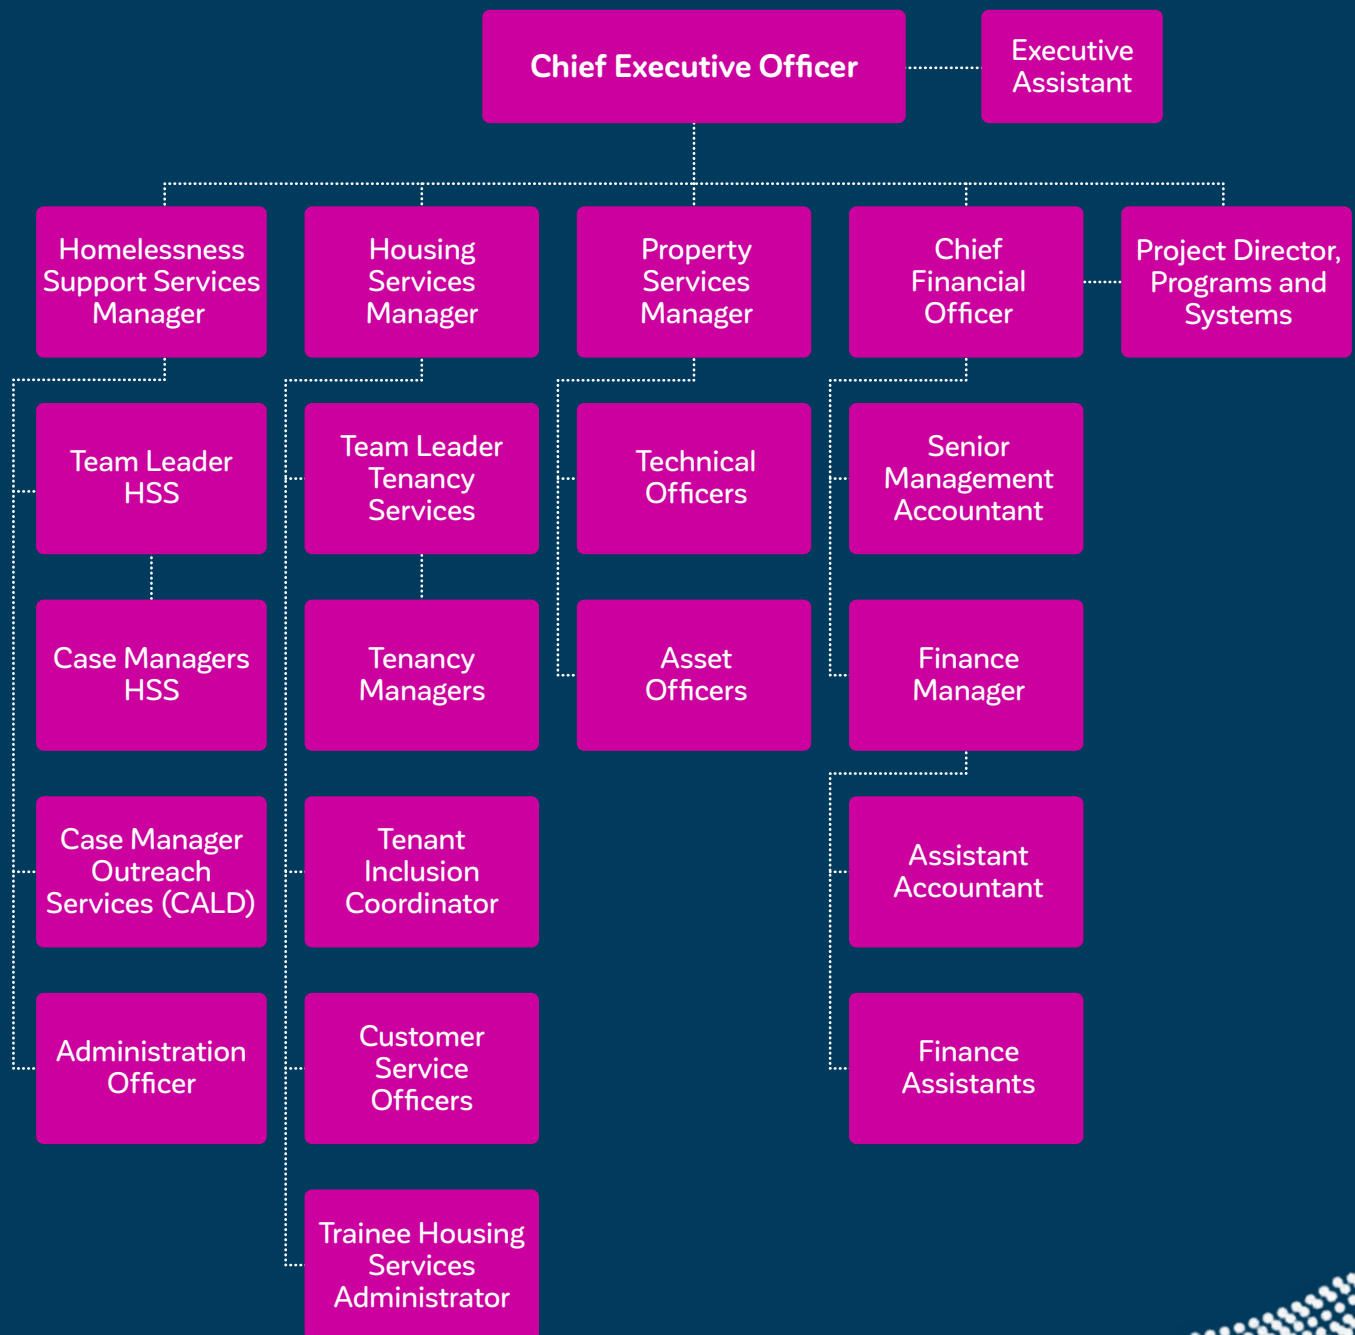 Chief Executive Officer
Executive
Assistant
Homelessness
Support Services
Manager
Housing
Services
Manager
Property
Services
Manager
Chief
Financial
Officer
Project Director,
Programs and
Systems
Team Leader
HSS
Team Leader
Tenancy
Services
Technical
Officers
Senior
Management
Accountant
Case Managers
HSS
Tenancy
Managers
Asset
Officers
Finance
Manager
Case Manager
Outreach
Services (CALD)
Tenant
Inclusion
Coordinator
Assistant
Accountant
Administration
Officer
Customer
Service
Officers
Finance
Assistants
Trainee Housing
Services
Administrator